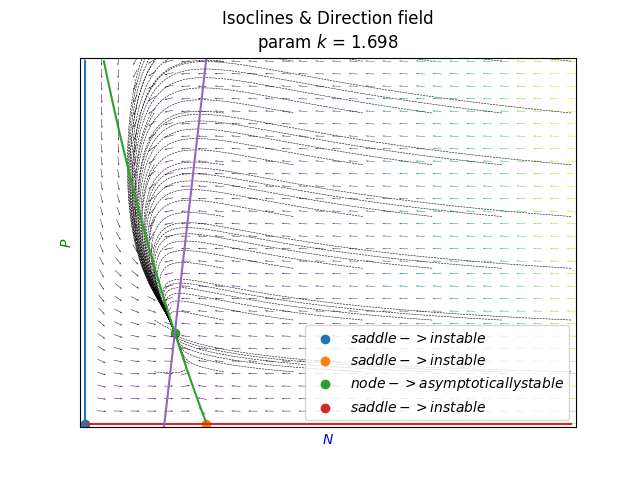 Isoclines & Direction field
param k = 1.698
P
saddle−>instable
saddle−>instable
node−>asymptoticallystable
saddle−>instable
N